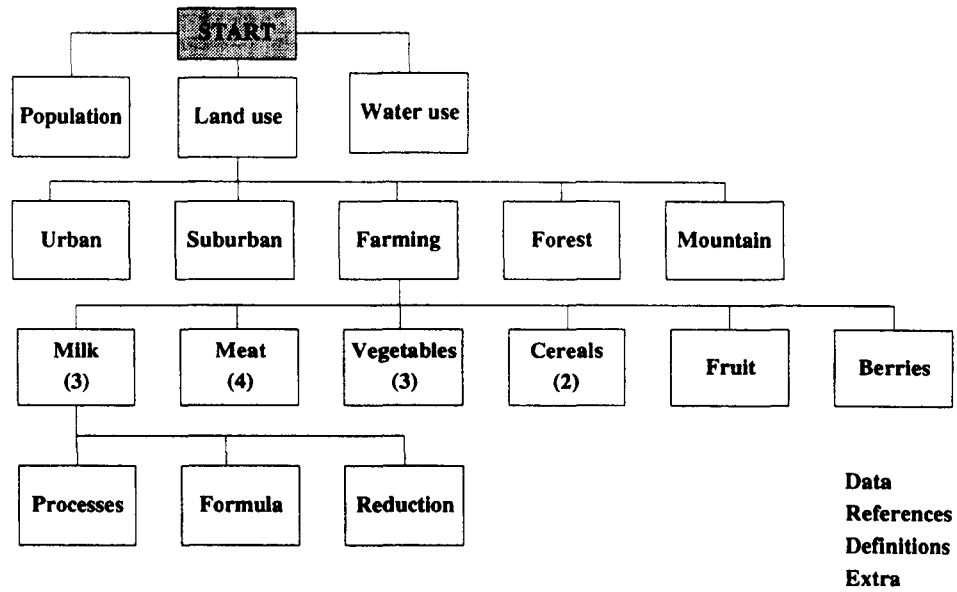 START
Population
Land use
Water use
Urban
Suburban
Farming
Forest
Mountain
Milk
(3)
Meat
(4)
Vegetables
(3)
Cereals
(2)
Fruit
Berries
Processes
Formula
Reduction
Data
References
Definitions
Extra